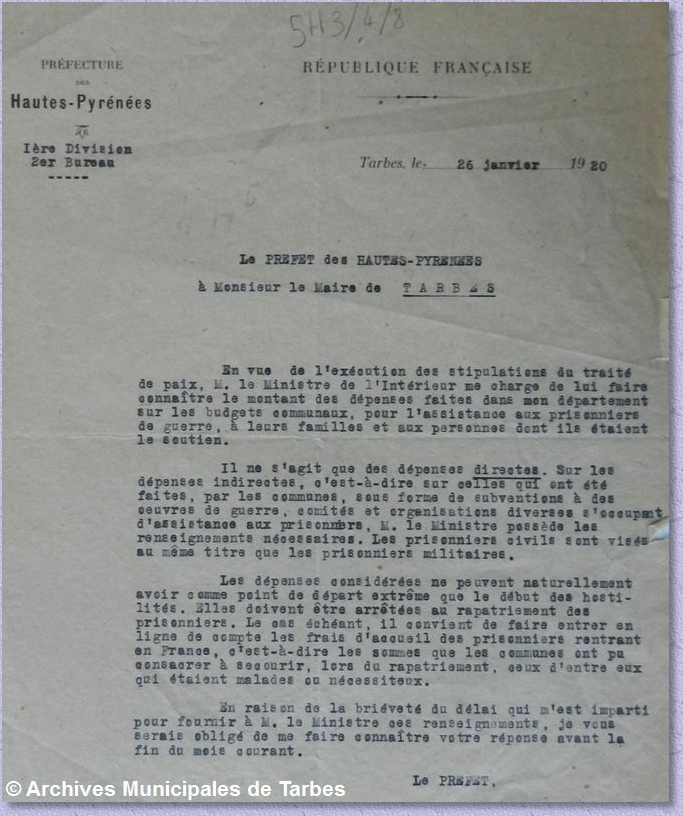 5H3/4/8
PRÉFECTURE
DES
Hautes-Pyrénées
RÉPUBLIQUE FRANÇAISE
Ière Division
2er Bureau
-----
Tarbes, le 26 janvier 1920
5
Le PREFET des HAUTES-PYRENEES
à Monsieur le Maire de TARBES
En vue de l'exécution des stipulations du traité
de paix, M. le Ministre de l'Intérieur me charge de lui faire
connaître le montant des dépenses faites dans mon département
sur les budgets communaux, pour l'assistance aux prisonniers
de guerre, à leurs familles et aux personnes dont ils étaient
le soutien.
Il ne s'agit que des dépenses directes. Sur les
dépenses indirectes, c'est-à-dire sur celles qui ont été
faites, par les communes, sous forme de subventions à des
oeuvres de guerre, comités et organisations diverses s'occupant
d'assistance aux prisonniers, M. le Ministre possède les
renseignements nécessaires. Les prisonniers civils sont visés
au même titre que les prisonniers militaires.
Les dépenses considérées ne peuvent naturellement
avoir comme point de départ extrême que le début des hosti-
lités. Elles doivent être arrêtées au rapatriement des
prisonniers. Le cas échéant, il convient de faire entrer en
ligne de compte les frais d'accueil des prisonniers rentrant
en France, c'est-à-dire les sommes que les communes ont pu
consacrer à secourir, lors du rapatriement, ceux d'entre eux
qui étaient malades ou nécessiteux.
En raison de la briéveté du délai qui m'est imparti
pour fournir à M. le Ministre ces renseignements, je vous
serais obligé de me faire connaître votre réponse avant la
fin du mois courant.
Le PREFET,
© Archives Municipales de Tarbes